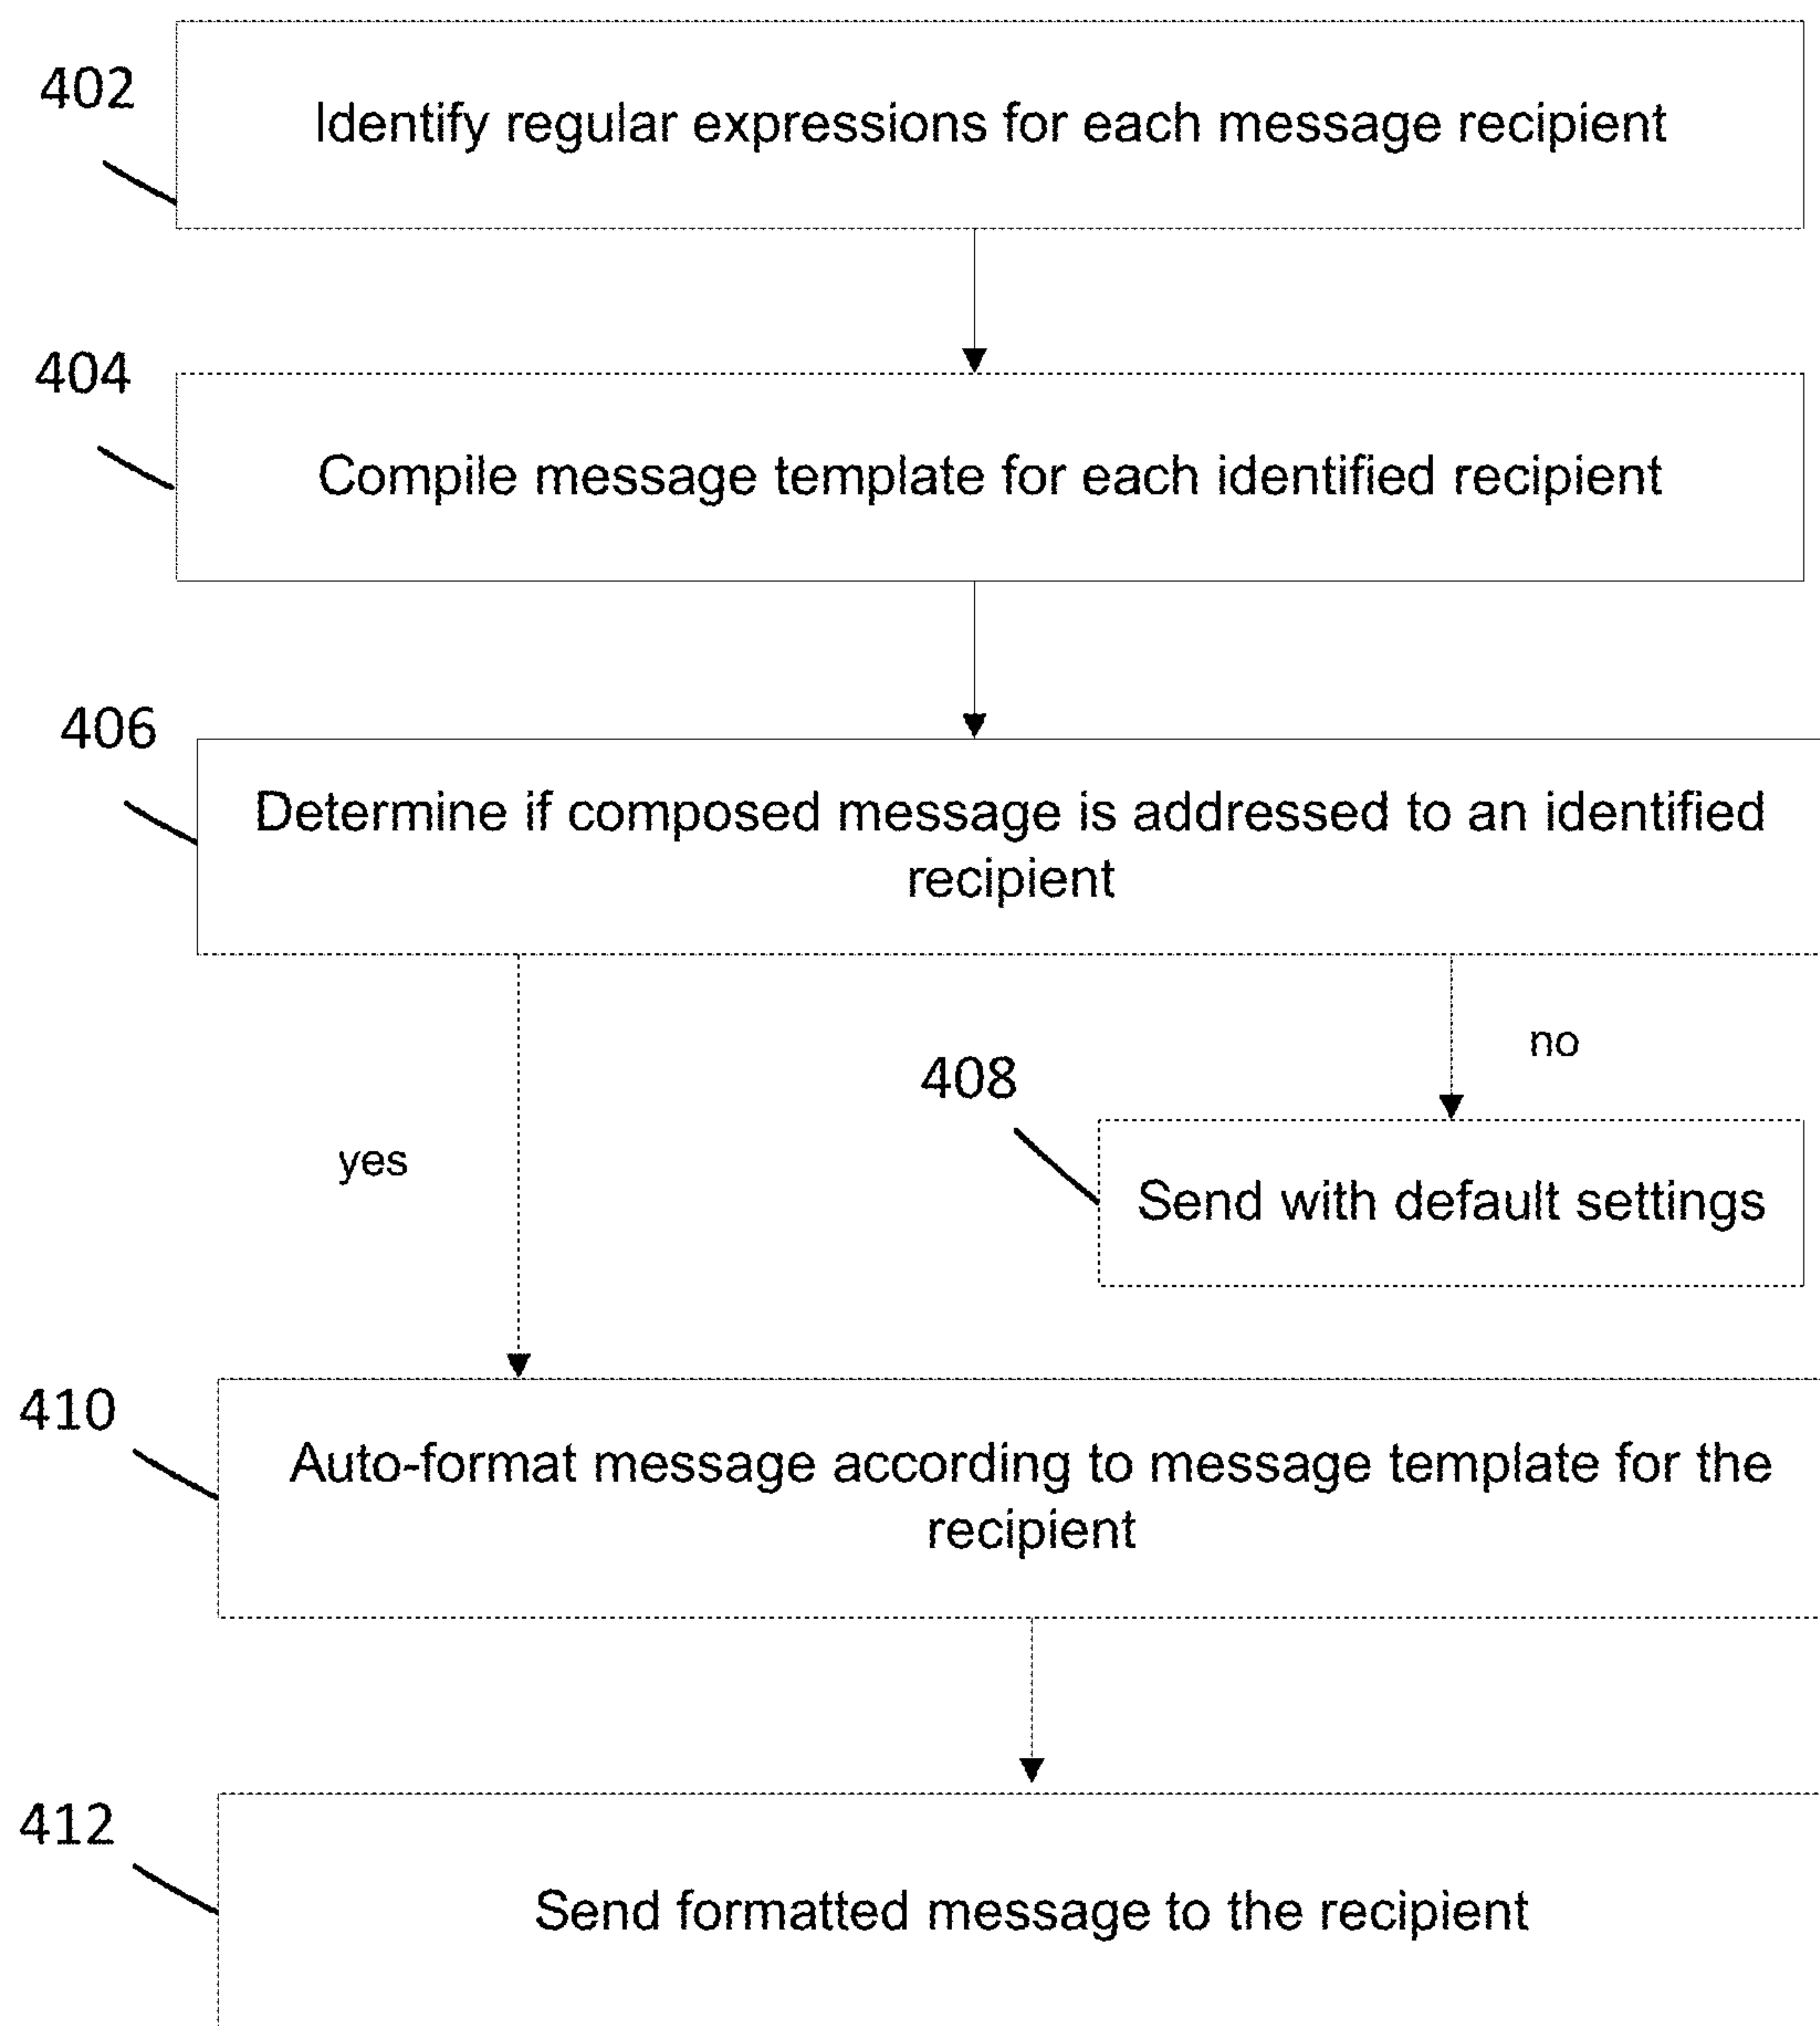 402
Identify regular expressions for each message recipient
404
Compile message template for each identified recipient
406
Determine if composed message is addressed to an identified
recipient
no
408
yes
Send with default settings
410
Auto-format message according to message template for the
recipient
412
Send formatted message to the recipient